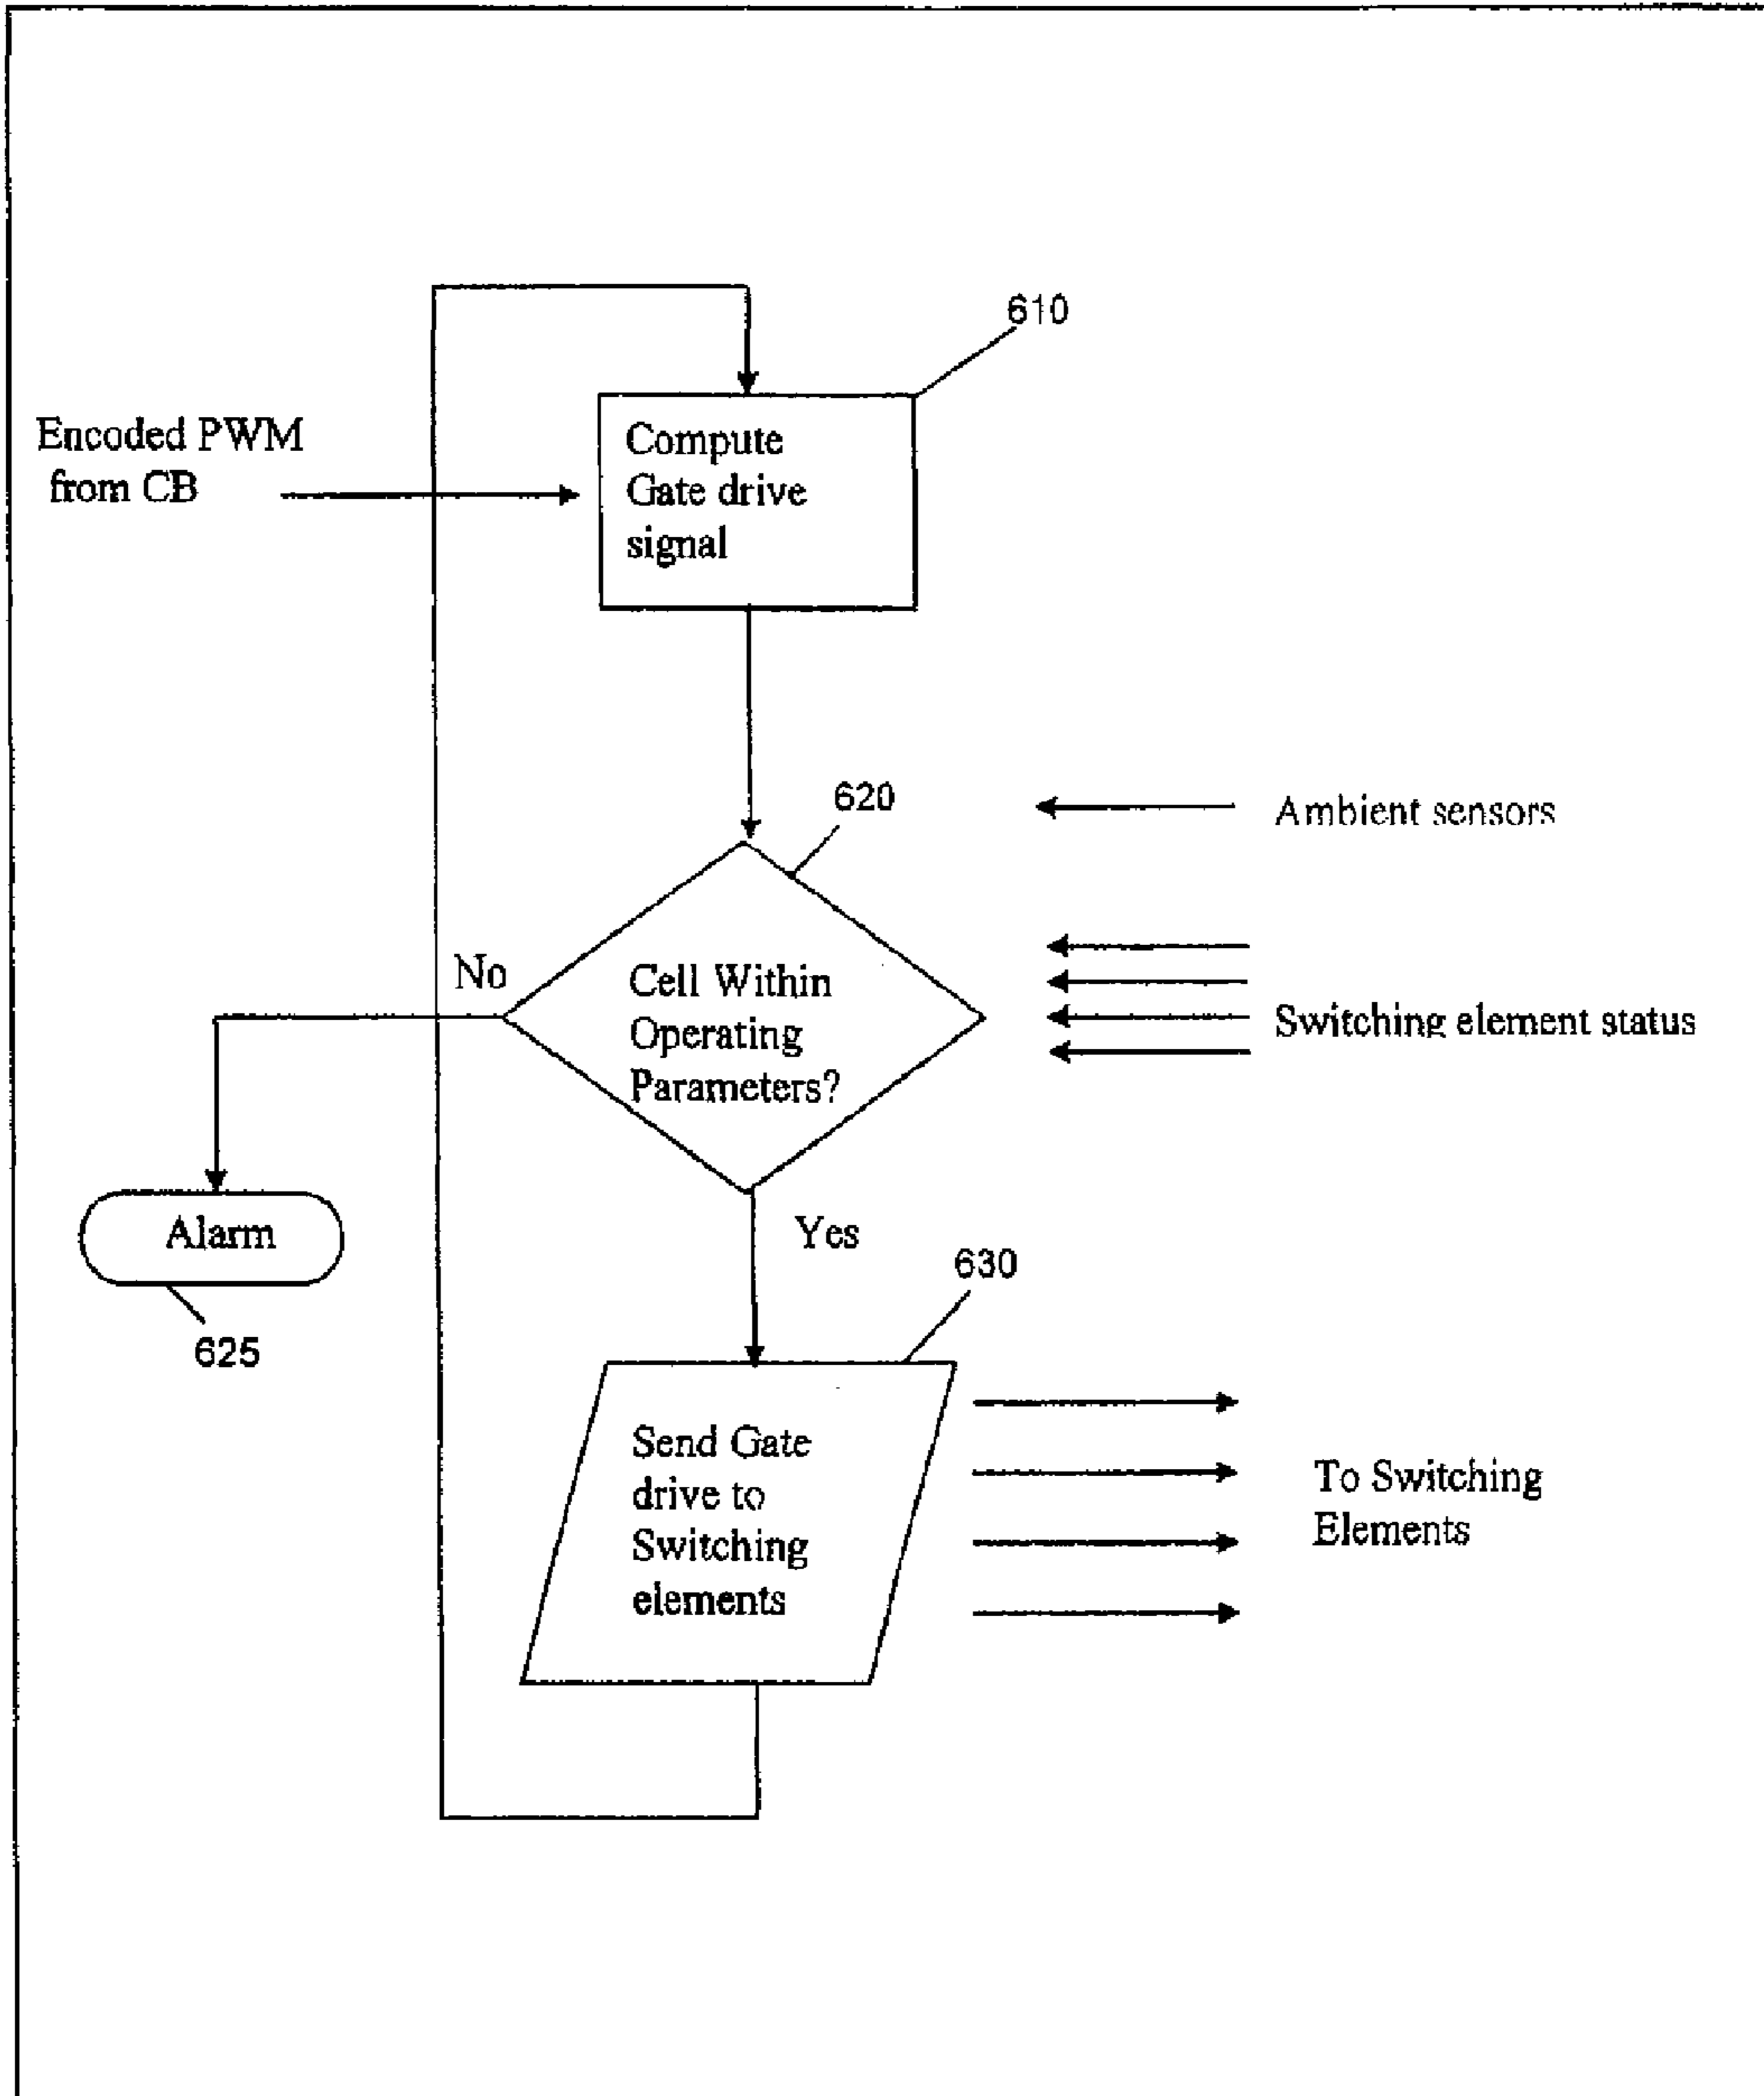 610
Encoded PWM
from CB
Compute
Gate drive
signal
620
Ambient sensors
No
Cell Within
Operating
Parameters?
Switching element status
Alarm
Yes
625
630
Send Gate
drive to
Switching
elements
To Switching
Elements